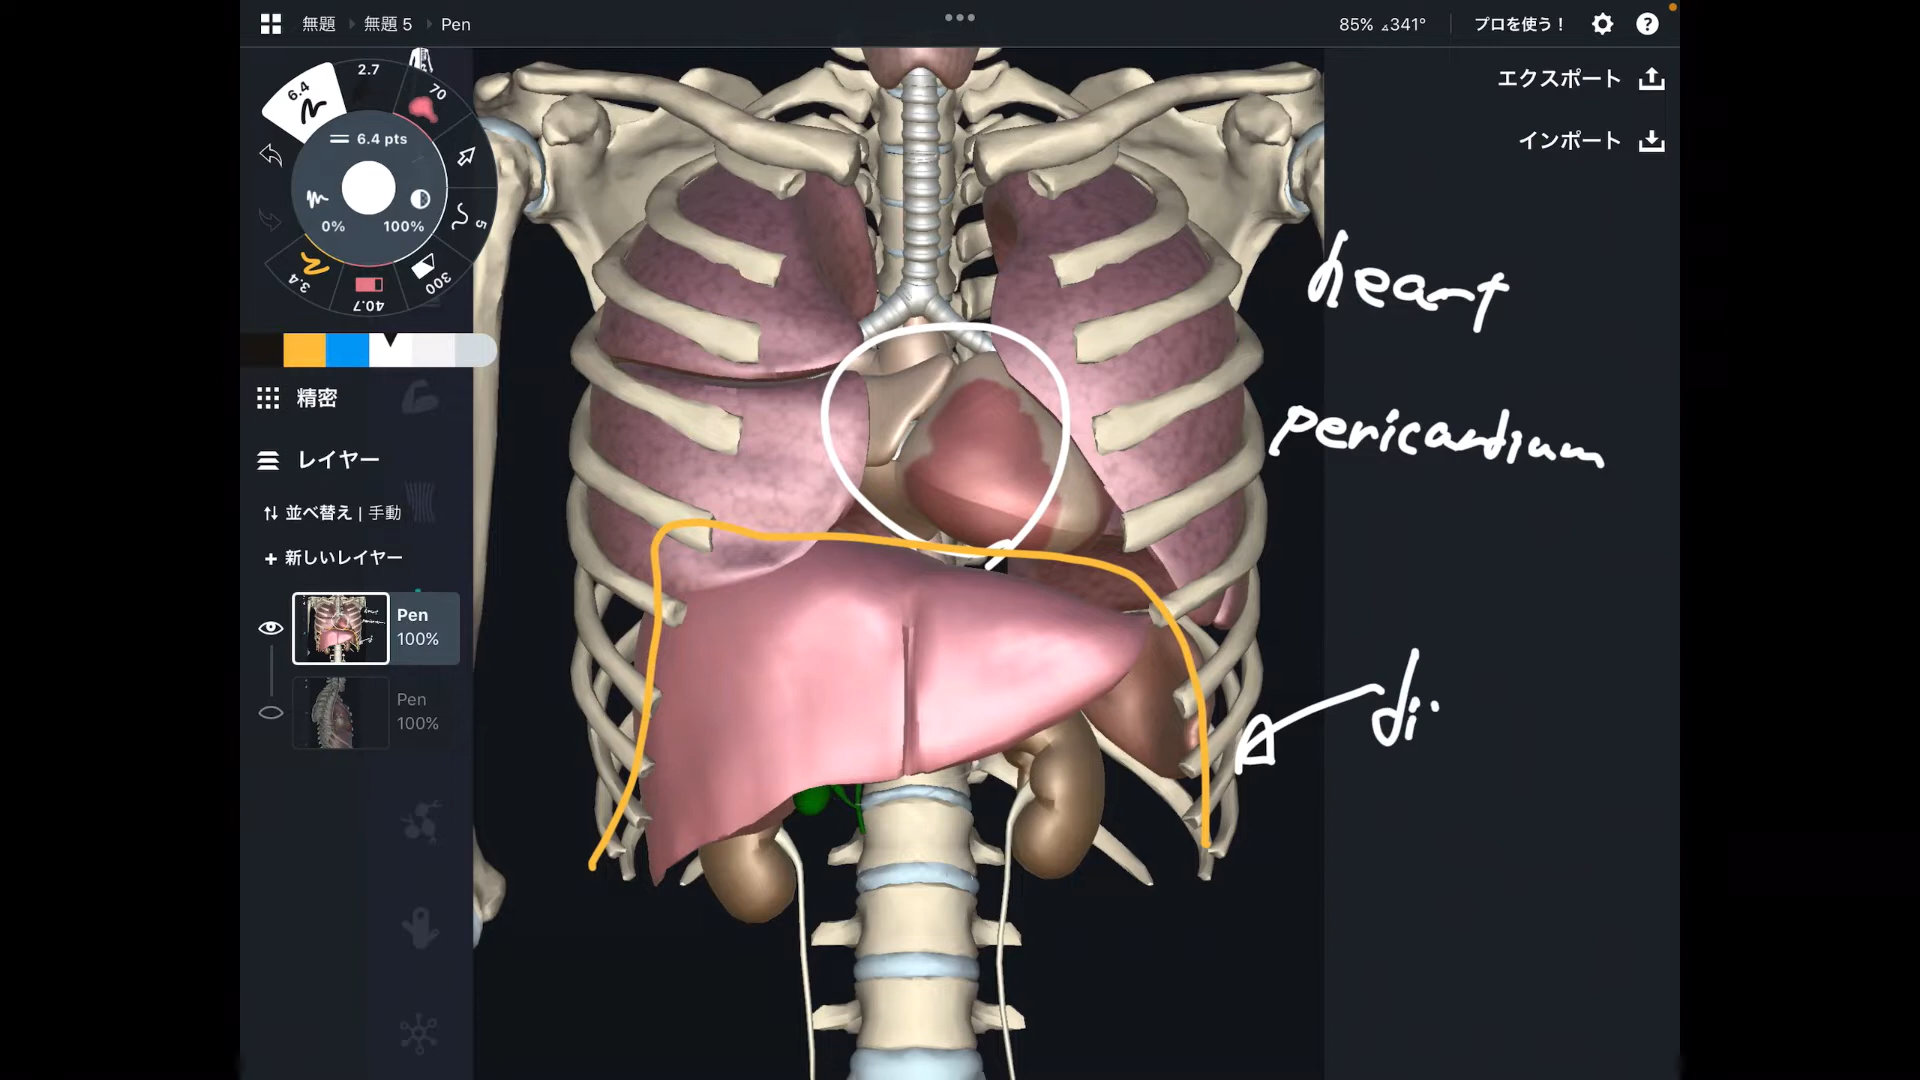 無題 無題 5 Pen
85% ⊿341°
プロを使う！
エクスポート
インポート
2.7
6.4
70
6.4 pts
0% 100%
5
3.4
40.7
300
精密
レイヤー
並べ替え | 手動
+ 新しいレイヤー
Pen
100%
Pen
100%
heart
pericardium
di.